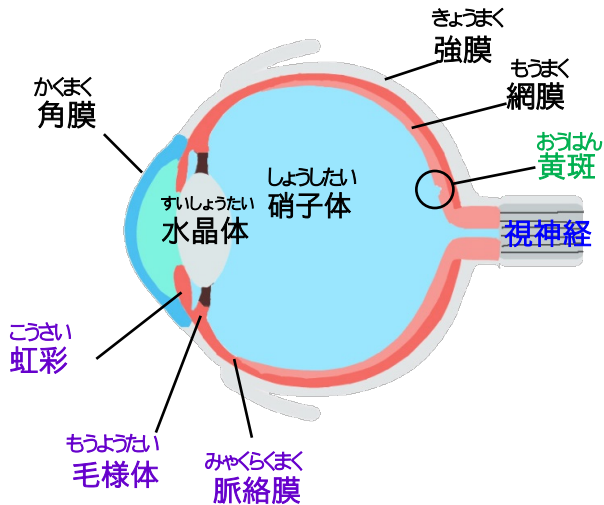 きょうまく
強膜
もうまく
網膜
かくまく
角膜
おうはん
黄斑
しょうしたい
硝子体
すいしょうたい
水晶体
視神経
こうさい
虹彩
もうようたい
毛様体
みゃくらくまく
脈絡膜